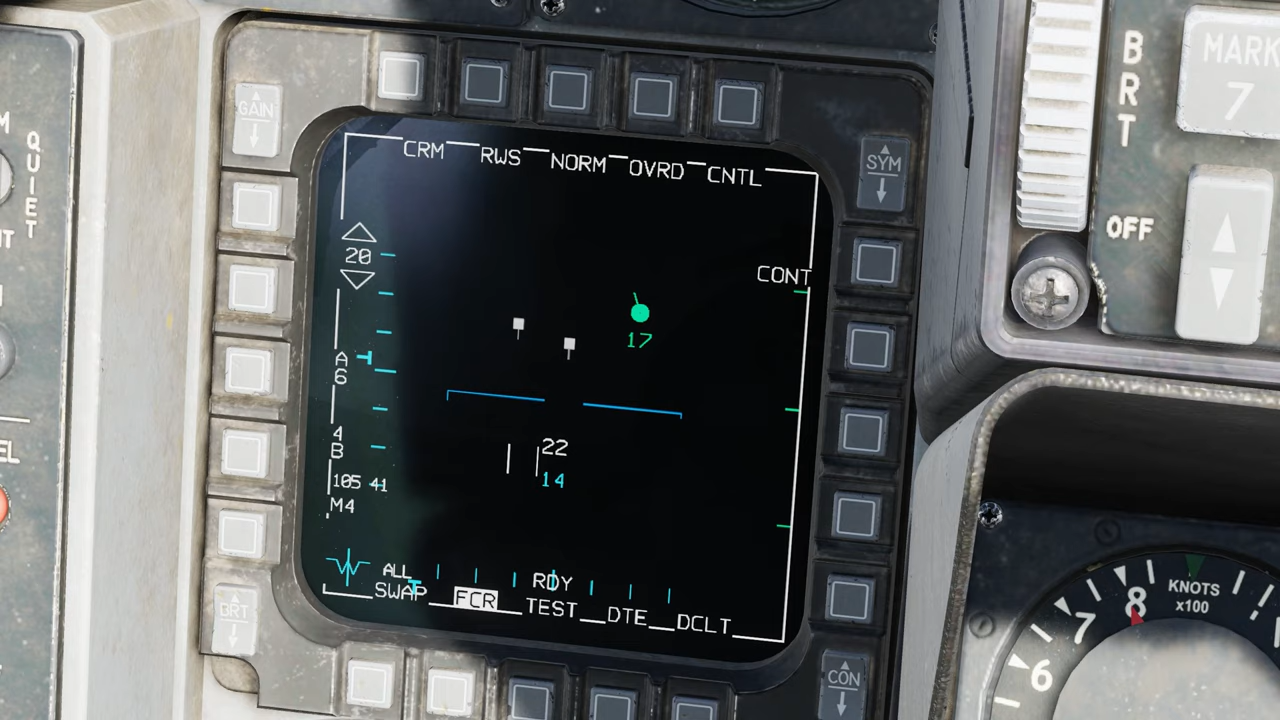 GAIN
CRM RWS NORM OVRD CNTL
SYM
20
CONT
17
A
6
4
B
22
14
105 41
M4
ALL
RDY
SWAP FCR TEST DTE DCLT
BRT
CON
QUIET
BRT
MARK
7
OFF
KNOTS
x100
8
7
6